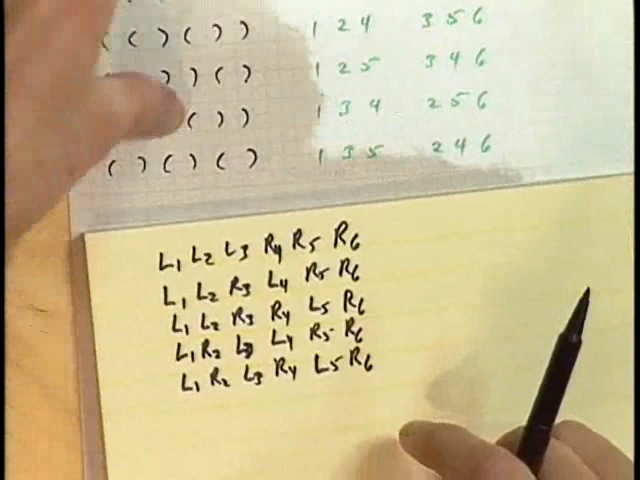 ( ( ) ( ) ) 1 2 4 3 5 6
) ) ( ) 1 2 5 3 4 6
( ) ) 1 3 4 2 5 6
( ) ( ) ( ) 1 3 5 2 4 6
L1 L2 L3 R4 R5 R6
L1 L2 R3 L4 R5 R6
L1 L2 R3 R4 L5 R6
L1 R2 L3 L4 R5 R6
L1 R2 L3 R4 L5 R6